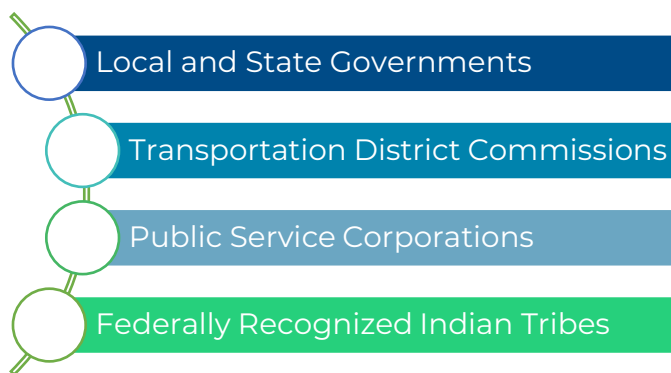 Local and State Governments
Transportation District Commissions
Public Service Corporations
Federally Recognized Indian Tribes